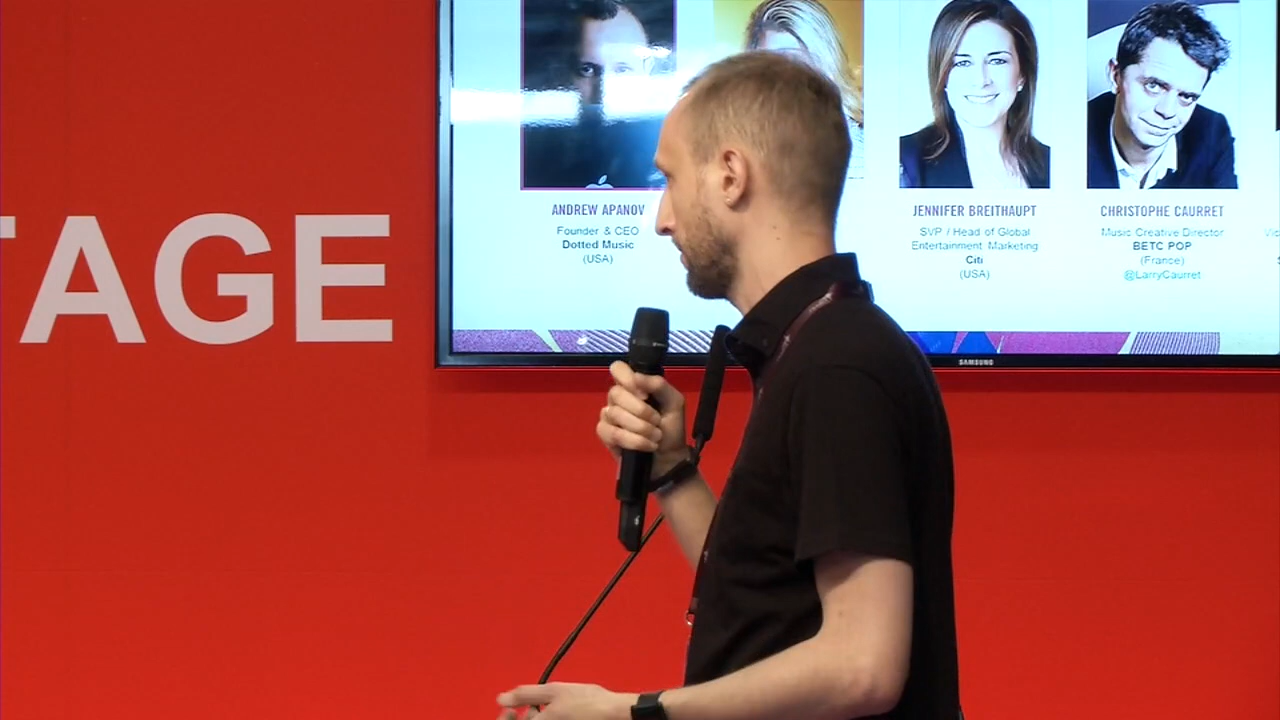 TAGE
ANDREW APANOV
Founder & CEO
Dotted Music
(USA)
JENNIFER BREITHAUPT
SVP / Head of Global
Entertainment Marketing
Citi
(USA)
CHRISTOPHE CAURRET
Music Creative Director
BETC POP
(France)
@LarryCaurret
SAMSUNG